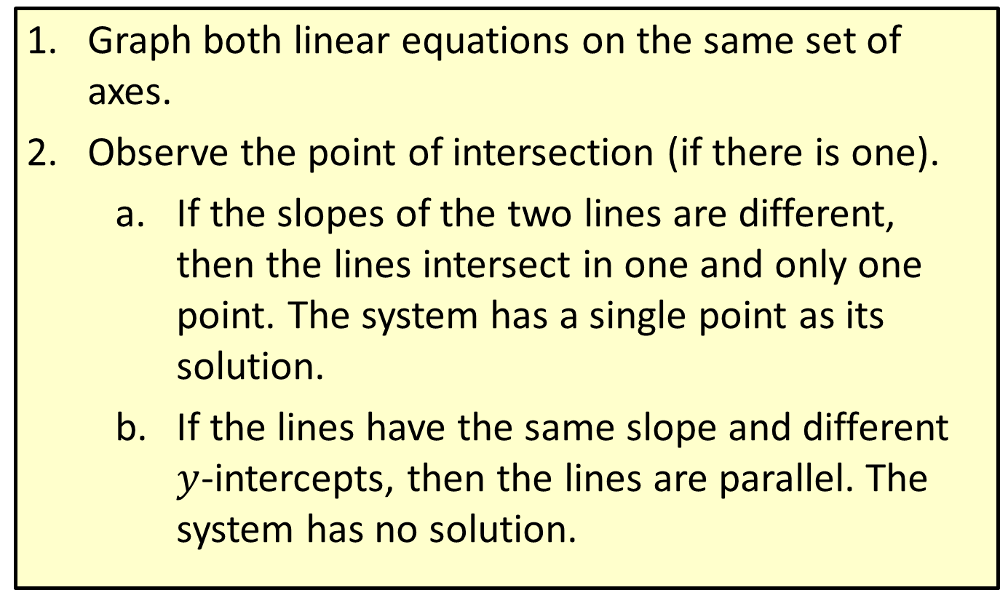 1. Graph both linear equations on the same set of
axes.
2. Observe the point of intersection (if there is one).
a. If the slopes of the two lines are different,
then the lines intersect in one and only one
point. The system has a single point as its
solution.
b. If the lines have the same slope and different
y-intercepts, then the lines are parallel. The
system has no solution.